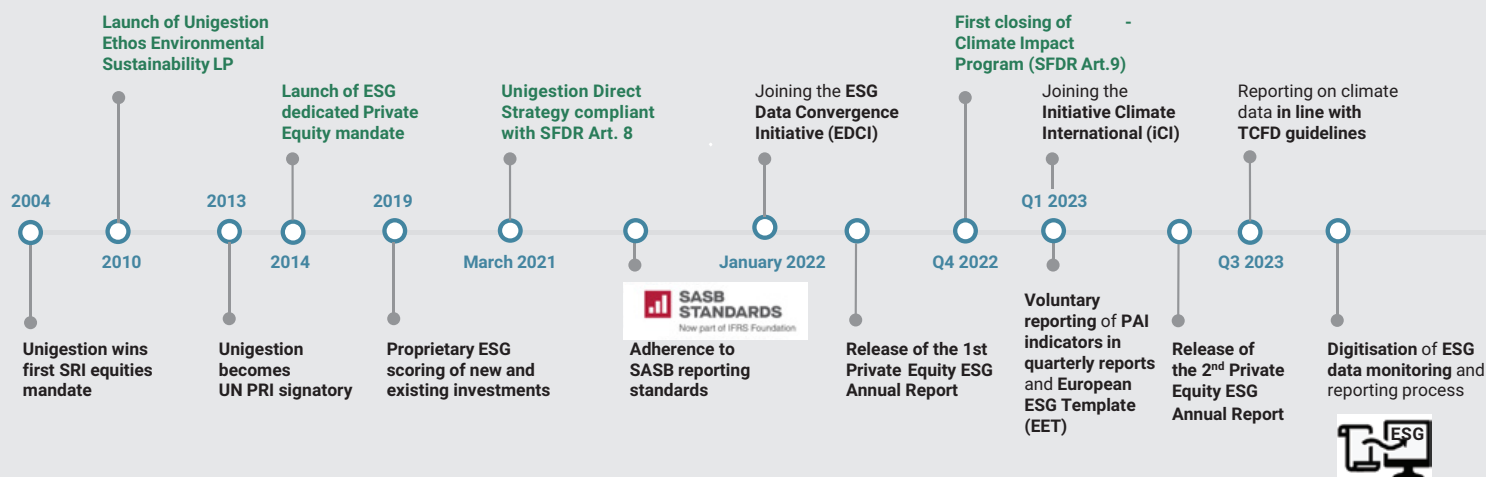 Launch of Unigestion
Ethos Environmental
Sustainability LP
First closing of -
Climate Impact
Program (SFDR Art.9)
Launch of ESG
dedicated Private
Equity mandate
Unigestion Direct
Strategy compliant
with SFDR Art. 8
Joining the ESG
Data Convergence
Initiative (EDCI)
Joining the
Initiative Climate
International (iCI)
Reporting on climate
data in line with
TCFD guidelines
2004
2013
2019
Q1 2023
2010
2014
March 2021
January 2022
Q4 2022
Q3 2023
SASB
STANDARDS
Now part of IFRS Foundation
Unigestion wins
first SRI equities
mandate
Unigestion
becomes
UN PRI signatory
Proprietary ESG
scoring of new and
existing investments
Adherence to
SASB reporting
standards
Release of the 1st
Private Equity ESG
Annual Report
Voluntary
reporting of PAI
indicators in
quarterly reports
and European
ESG Template
(EET)
Release of
the 2nd Private
Equity ESG
Annual Report
Digitisation of ESG
data monitoring and
reporting process
ESG